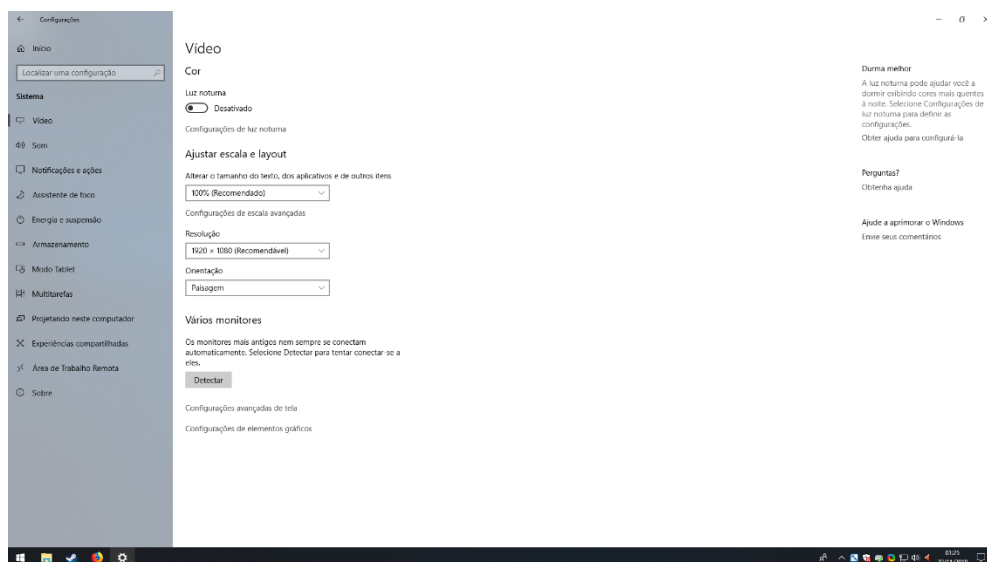 Configurações
Início
Localizar uma configuração
Sistema
Vídeo
Som
Notificações e ações
Assistente de foco
Energia e suspensão
Armazenamento
Modo Tablet
Multitarefas
Projetando neste computador
Experiências compartilhadas
Área de Trabalho Remota
Sobre
Vídeo
Cor
Luz noturna
Desativado
Configurações de luz noturna
Ajustar escala e layout
Alterar o tamanho do texto, dos aplicativos e de outros itens
100% (Recomendado)
Configurações de escala avançadas
Resolução
1920 × 1080 (Recomendável)
Orientação
Paisagem
Vários monitores
Os monitores mais antigos nem sempre se conectam
automaticamente. Selecione Detectar para tentar conectar-se a
eles.
Detectar
Configurações avançadas de tela
Configurações de elementos gráficos
Durma melhor
A luz noturna pode ajudar você a
dormir exibindo cores mais quentes
à noite. Selecione Configurações de
luz noturna para definir as
configurações.
Obter ajuda para configurá-la
Perguntas?
Obtenha ajuda
Ajude a aprimorar o Windows
Envie seus comentários
01:25